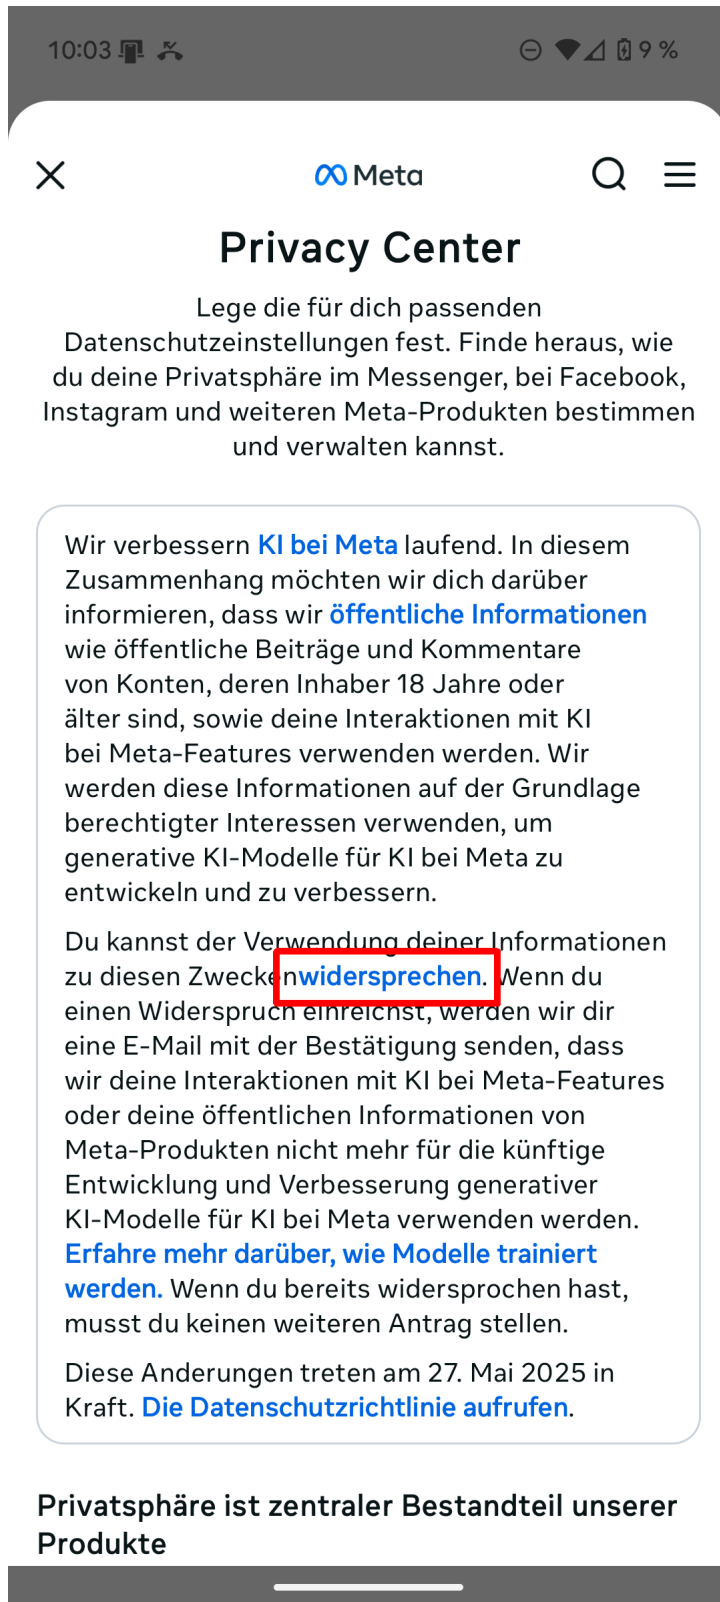 10:03 9 %
Meta
Privacy Center
Lege die für dich passenden
Datenschutzeinstellungen fest. Finde heraus, wie
du deine Privatsphäre im Messenger, bei Facebook,
Instagram und weiteren Meta-Produkten bestimmen
und verwalten kannst.
Wir verbessern KI bei Meta laufend. In diesem
Zusammenhang möchten wir dich darüber
informieren, dass wir öffentliche Informationen
wie öffentliche Beiträge und Kommentare
von Konten, deren Inhaber 18 Jahre oder
älter sind, sowie deine Interaktionen mit KI
bei Meta-Features verwenden werden. Wir
werden diese Informationen auf der Grundlage
berechtigter Interessen verwenden, um
generative KI-Modelle für KI bei Meta zu
entwickeln und zu verbessern.
Du kannst der Verwendung deiner Informationen
zu diesen Zwecken widersprechen. Wenn du
einen Widerspruch einreichst, werden wir dir
eine E-Mail mit der Bestätigung senden, dass
wir deine Interaktionen mit KI bei Meta-Features
oder deine öffentlichen Informationen von
Meta-Produkten nicht mehr für die künftige
Entwicklung und Verbesserung generativer
KI-Modelle für KI bei Meta verwenden werden.
Erfahre mehr darüber, wie Modelle trainiert
werden. Wenn du bereits widersprochen hast,
musst du keinen weiteren Antrag stellen.
Diese Anderungen treten am 27. Mai 2025 in
Kraft. Die Datenschutzrichtlinie aufrufen.
Privatsphäre ist zentraler Bestandteil unserer
Produkte